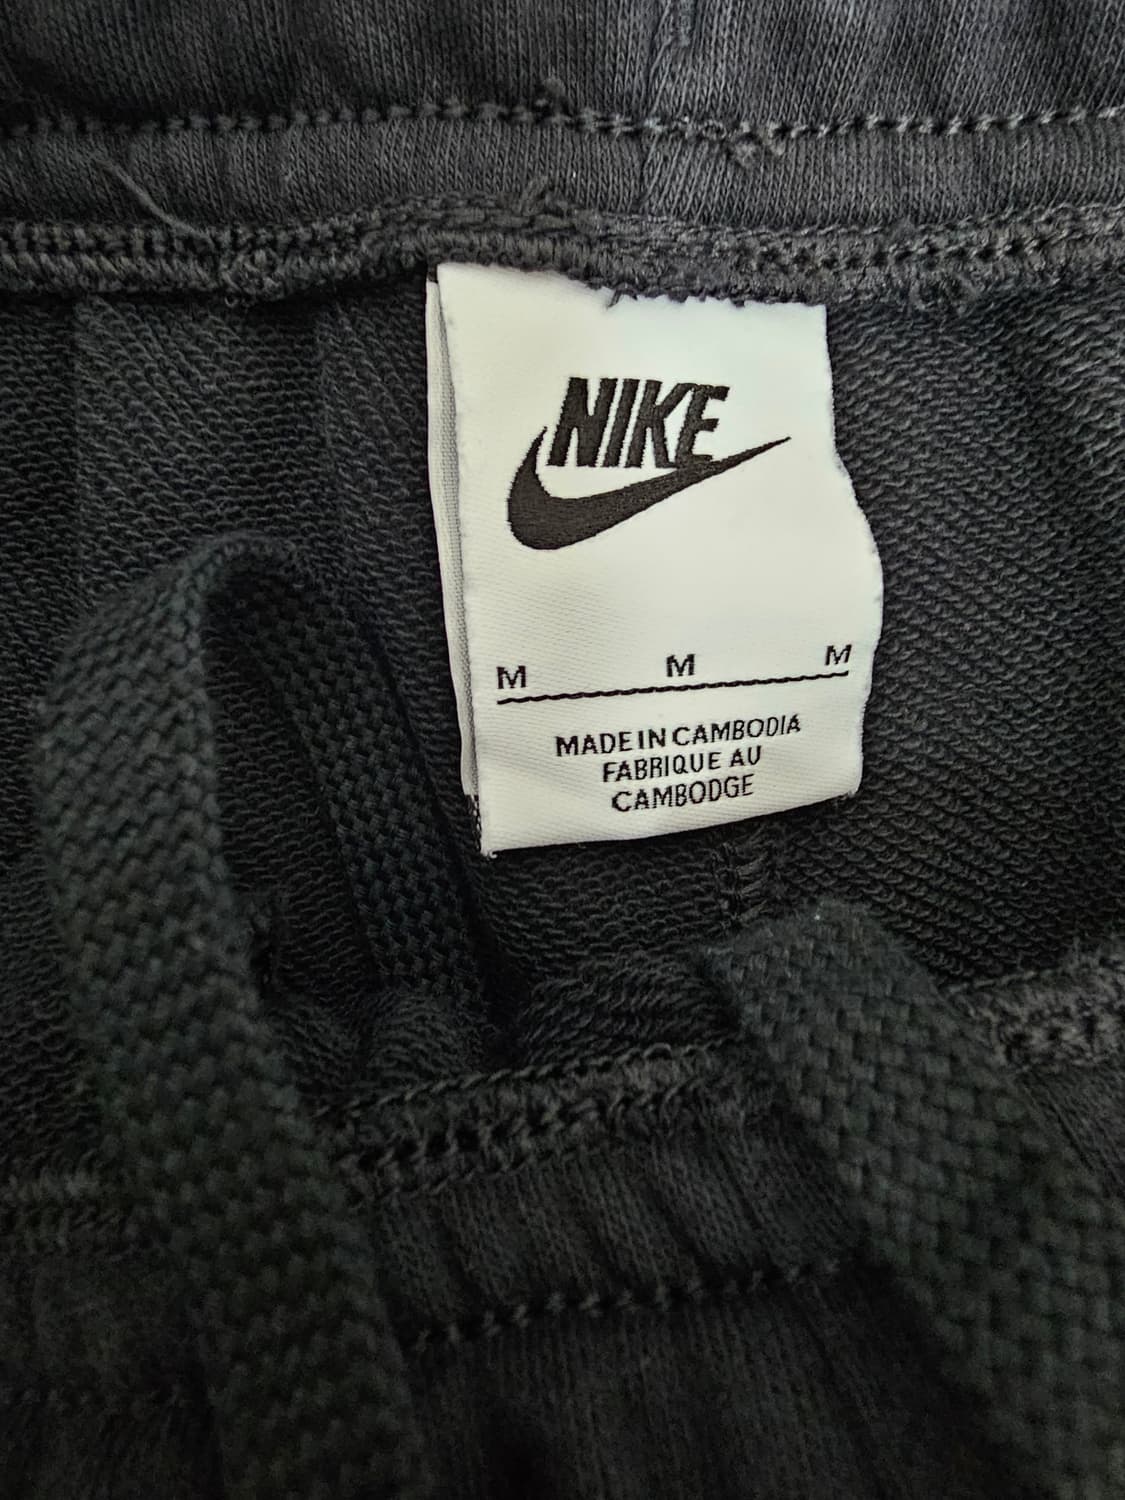 NIKE
M M M
MADE IN CAMBODIA
FABRIQUE AU
CAMBODGE